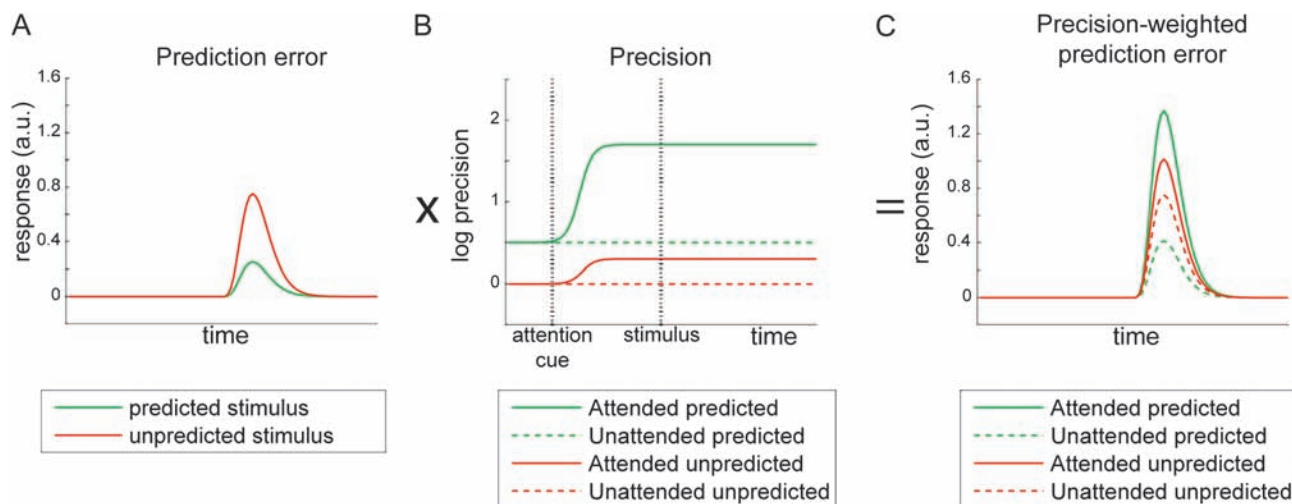 A
Prediction error
response (a.u.)
1.6
1.2
0.8
0.4
0
time
predicted stimulus
unpredicted stimulus
x
B
Precision
log precision
2
1
0
attention
cue
stimulus
time
Attended predicted
Unattended predicted
Attended unpredicted
Unattended unpredicted
=
C
Precision-weighted
prediction error
response (a.u.)
1.6
1.2
0.8
0.4
0
time
Attended predicted
Unattended predicted
Attended unpredicted
Unattended unpredicted